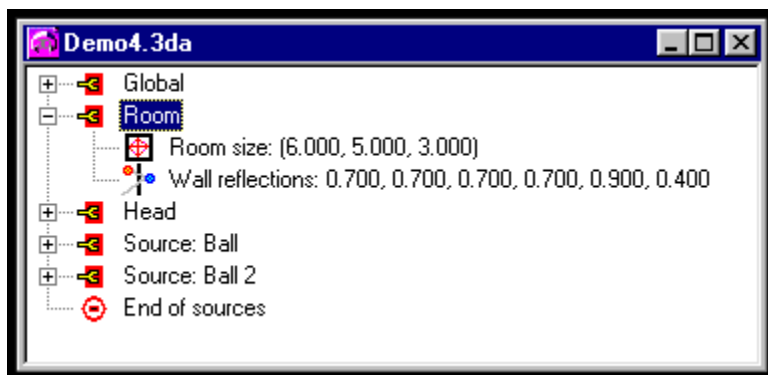 Demo4.3da
Global
Room
Room size: (6.000, 5.000, 3.000)
Wall reflections: 0.700, 0.700, 0.700, 0.700, 0.900, 0.400
Head
Source: Ball
Source: Ball 2
End of sources